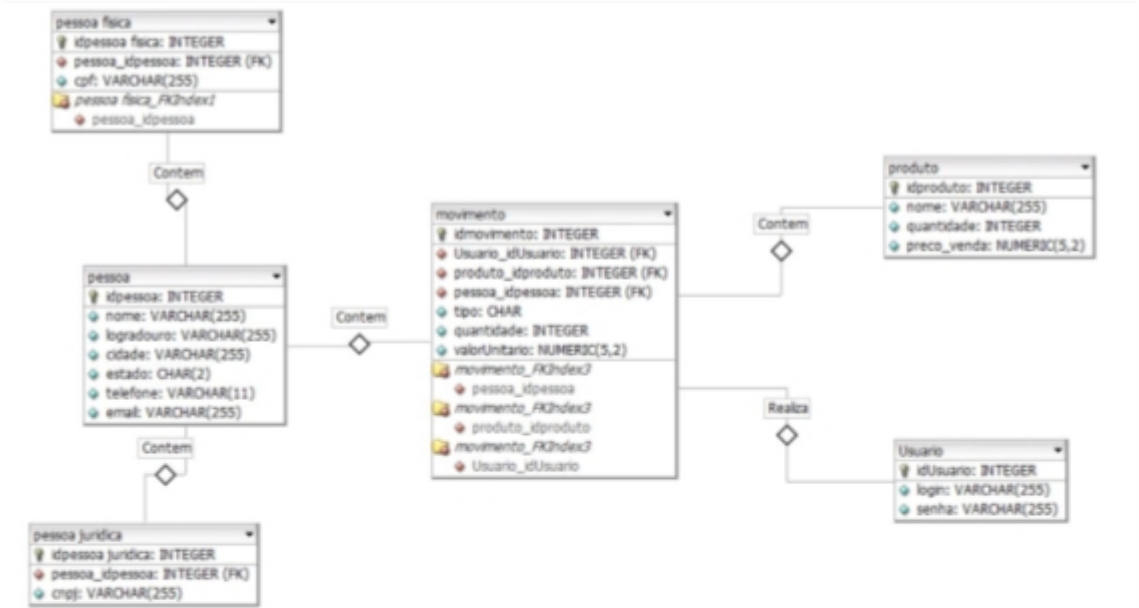 pessoa fisica
idpessoa fisica: INTEGER
pessoa_idpessoa: INTEGER (FK)
cpf: VARCHAR(255)
pessoa fisica_FKIndex1
pessoa_idpessoa
Contem
pessoa
idpessoa: INTEGER
nome: VARCHAR(255)
logradouro: VARCHAR(255)
cidade: VARCHAR(255)
estado: CHAR(2)
telefone: VARCHAR(11)
email: VARCHAR(255)
Contem
pessoa juridica
idpessoa juridica: INTEGER
pessoa_idpessoa: INTEGER (FK)
cnpj: VARCHAR(255)
Contem
movimento
idmovimento: INTEGER
Usuario_idUsuario: INTEGER (FK)
produto_idproduto: INTEGER (FK)
pessoa_idpessoa: INTEGER (FK)
tipo: CHAR
quantidade: INTEGER
valorUnitario: NUMERIC(5,2)
movimento_FKIndex3
pessoa_idpessoa
movimento_FKIndex3
produto_idproduto
movimento_FKIndex3
Usuario_idUsuario
Contem
produto
idproduto: INTEGER
nome: VARCHAR(255)
quantidade: INTEGER
preco_venda: NUMERIC(5,2)
Realiza
Usuario
idUsuario: INTEGER
login: VARCHAR(255)
senha: VARCHAR(255)